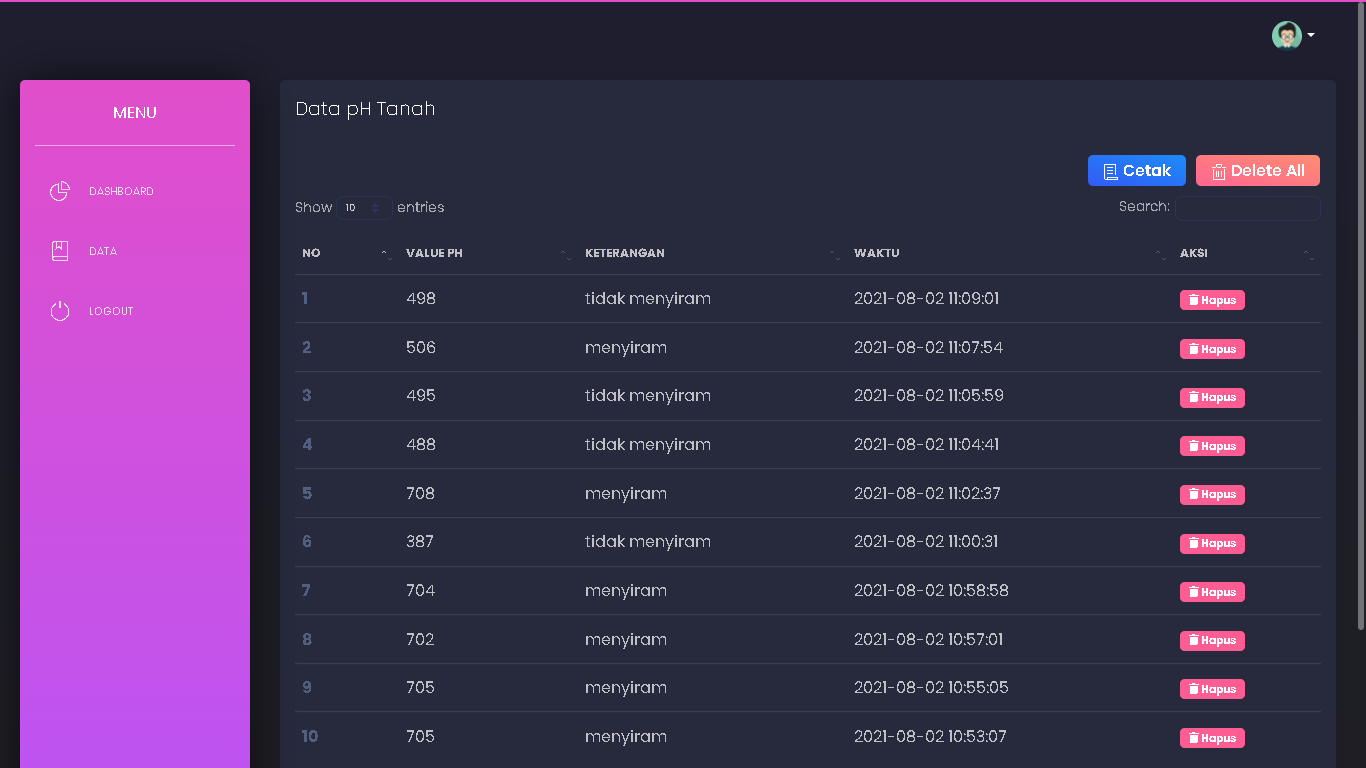 MENU
DASHBOARD
DATA
LOGOUT
Data pH Tanah
Cetak Delete All
Show 10 entries Search:
NO VALUE PH KETERANGAN WAKTU AKSI
1 498 tidak menyiram 2021-08-02 11:09:01 Hapus
2 506 menyiram 2021-08-02 11:07:54 Hapus
3 495 tidak menyiram 2021-08-02 11:05:59 Hapus
4 488 tidak menyiram 2021-08-02 11:04:41 Hapus
5 708 menyiram 2021-08-02 11:02:37 Hapus
6 387 tidak menyiram 2021-08-02 11:00:31 Hapus
7 704 menyiram 2021-08-02 10:58:58 Hapus
8 702 menyiram 2021-08-02 10:57:01 Hapus
9 705 menyiram 2021-08-02 10:55:05 Hapus
10 705 menyiram 2021-08-02 10:53:07 Hapus